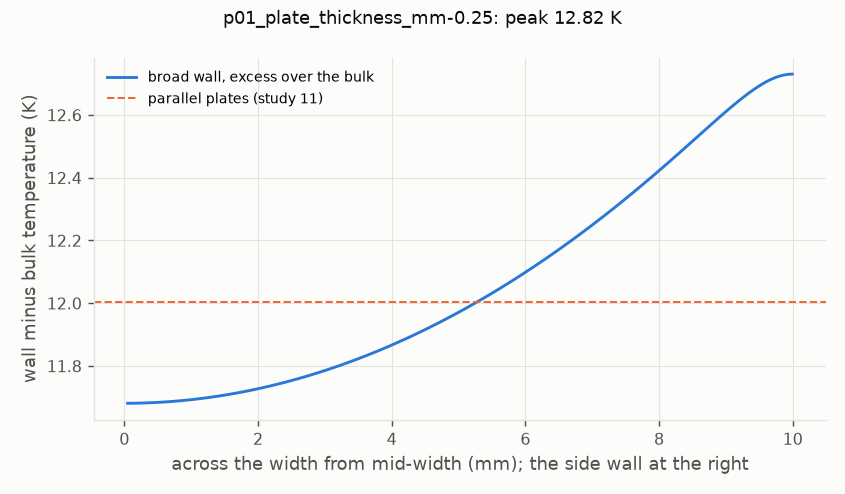 p01_plate_thickness_mm-0.25: peak 12.82 K
broad wall, excess over the bulk
parallel plates (study 11)
wall minus bulk temperature (K)
12.6
12.4
12.2
12.0
11.8
0 2 4 6 8 10
across the width from mid-width (mm); the side wall at the right